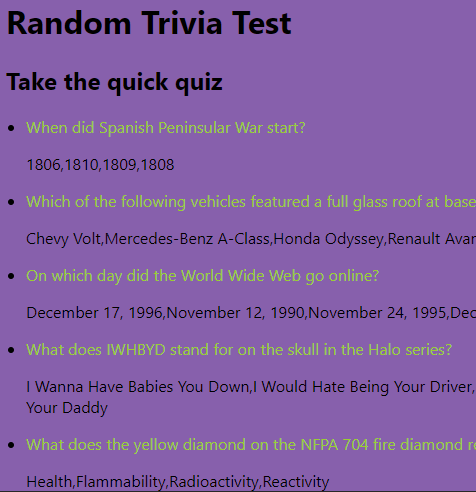 Random Trivia Test
Take the quick quiz
When did Spanish Peninsular War start?
1806,1810,1809,1808
Which of the following vehicles featured a full glass roof at base
Chevy Volt,Mercedes-Benz A-Class,Honda Odyssey,Renault
On which day did the World Wide Web go online?
December 17, 1996,November 12, 1990,November 24, 1995,Dec
What does IWHBYD stand for on the skull in the Halo series?
I Wanna Have Babies You Down,I Would Hate Being Your Driver,
Your Daddy
What does the yellow diamond on the NFPA 704 fire diamond
Health,Flammability,Radioactivity,Reactivity